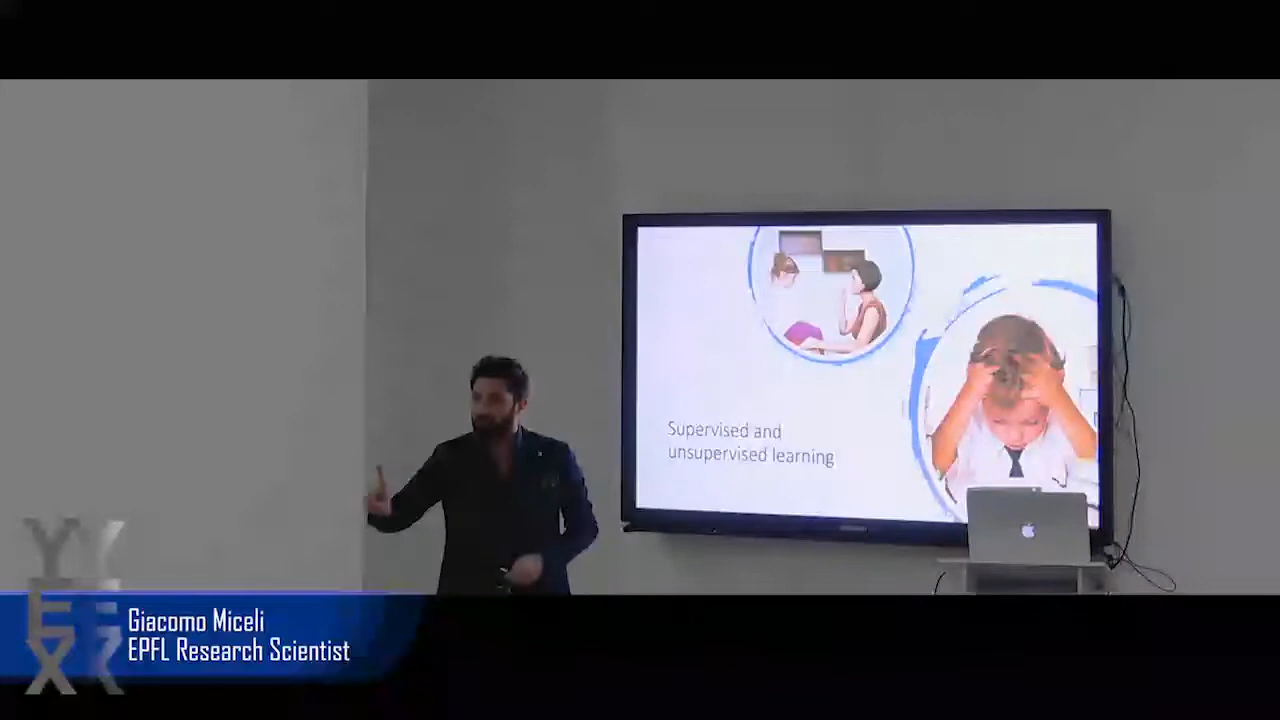 Supervised and
unsupervised learning
Giacomo Miceli
EPFL Research Scientist